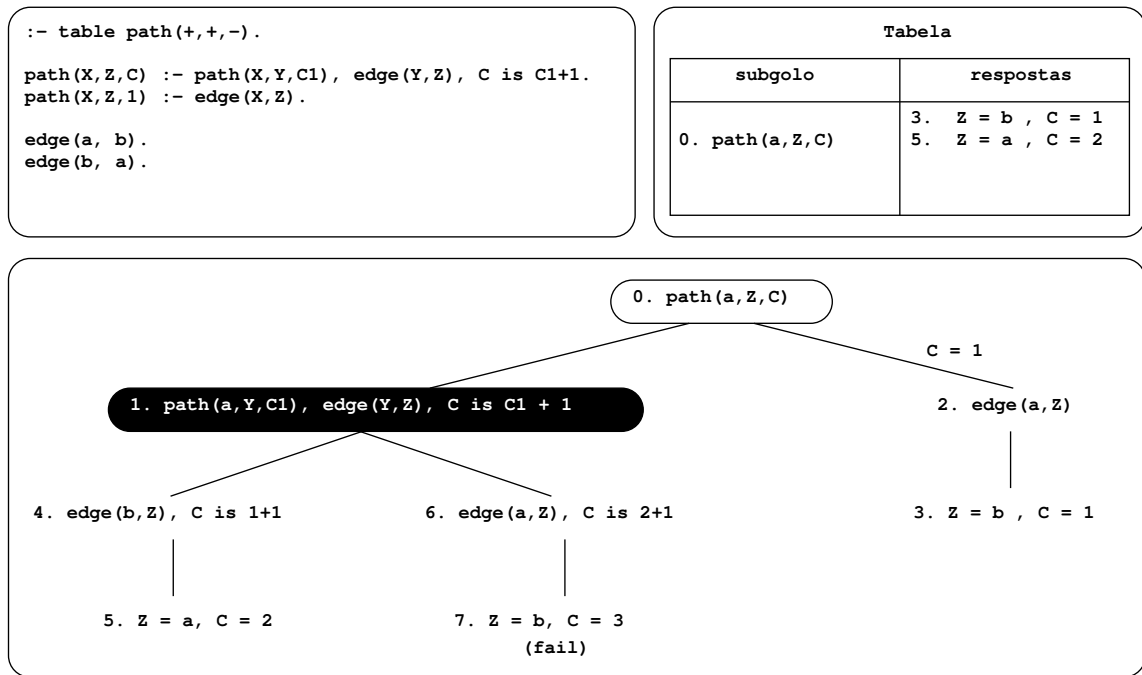 :- table path(+,+,-).
path(X,Z,C) :- path(X,Y,C1), edge(Y,Z), C is C1+1.
path(X,Z,1) :- edge(X,Z).
edge(a, b).
edge(b, a).
Tabela
subgolo respostas
0. path(a,Z,C)
3. Z = b , C = 1
5. Z = a , C = 2
0. path(a,Z,C)
C = 1
1. path(a,Y,C1), edge(Y,Z), C is C1 + 1
2. edge(a,Z)
4. edge(b,Z), C is 1+1
6. edge(a,Z), C is 2+1
3. Z = b , C = 1
5. Z = a, C = 2
7. Z = b, C = 3
(fail)